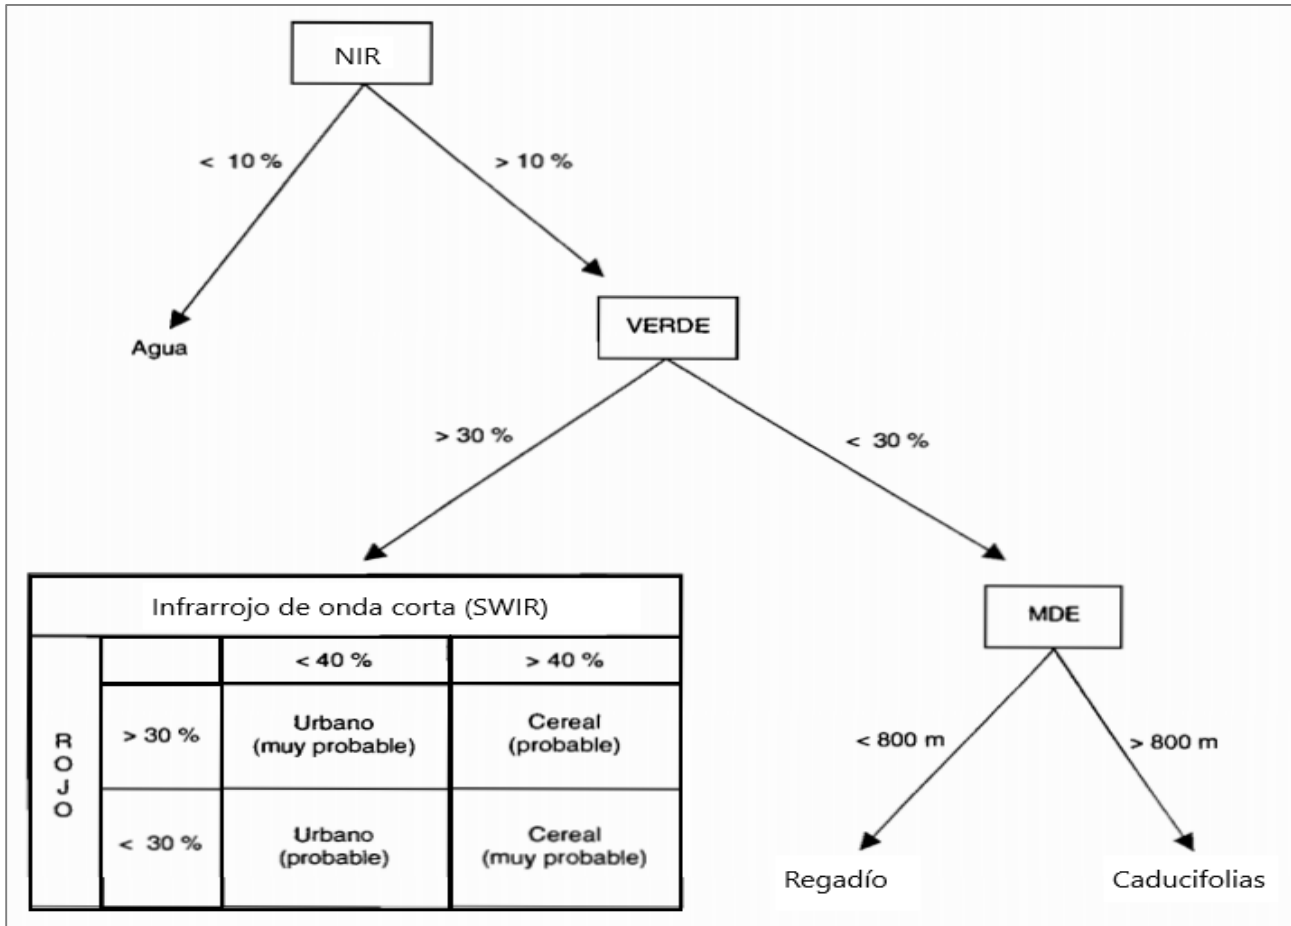 NIR
< 10 %
> 10 %
VERDE
Agua
> 30 %
< 30 %
Infrarrojo de onda corta (SWIR)
MDE
< 40 %
> 40 %
ROJO
> 30 %
Urbano
(muy probable)
Cereal
(probable)
< 30 %
Urbano
(probable)
Cereal
(muy probable)
< 800 m
> 800 m
Regadío
Caducifolias